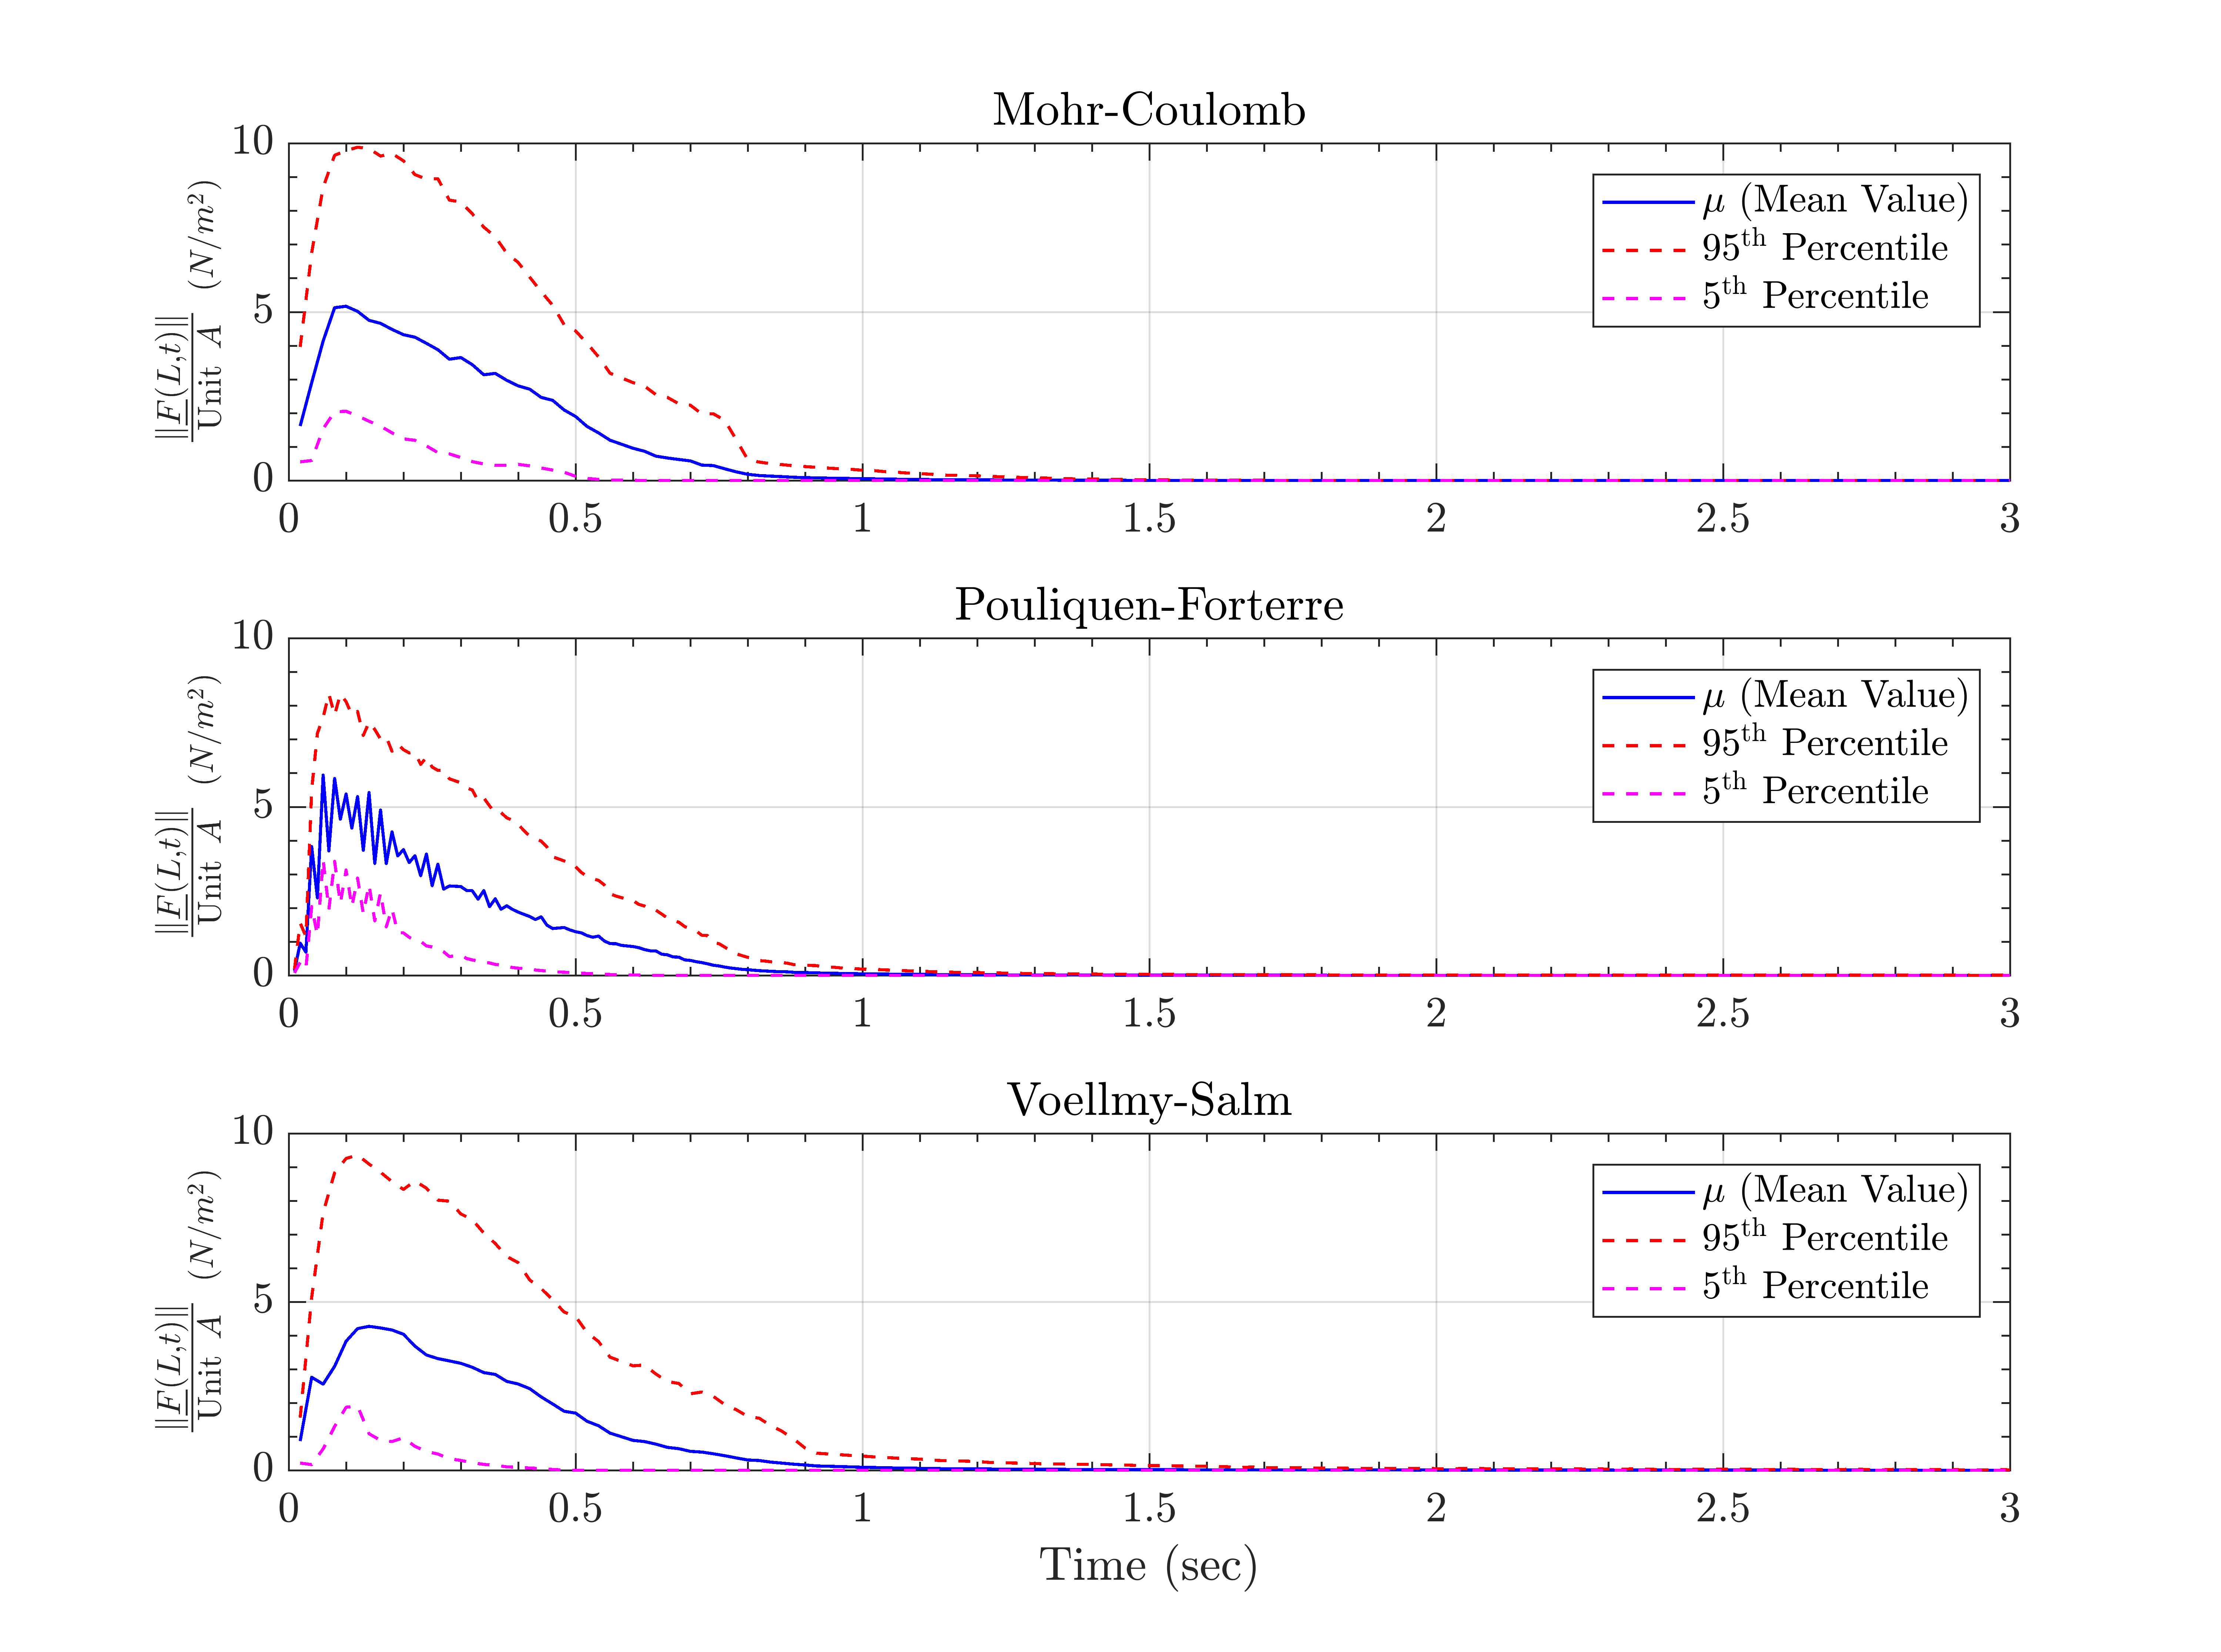 Mohr-Coulomb
10
5
0
||F(L,t)||
Unit A
(N/m²)
μ (Mean Value)
95th Percentile
5th Percentile
0 0.5 1 1.5 2 2.5 3
Pouliquen-Forterre
10
5
0
||F(L,t)||
Unit A
(N/m²)
μ (Mean Value)
95th Percentile
5th Percentile
0 0.5 1 1.5 2 2.5 3
Voellmy-Salm
10
5
0
||F(L,t)||
Unit A
(N/m²)
μ (Mean Value)
95th Percentile
5th Percentile
0 0.5 1 1.5 2 2.5 3
Time (sec)